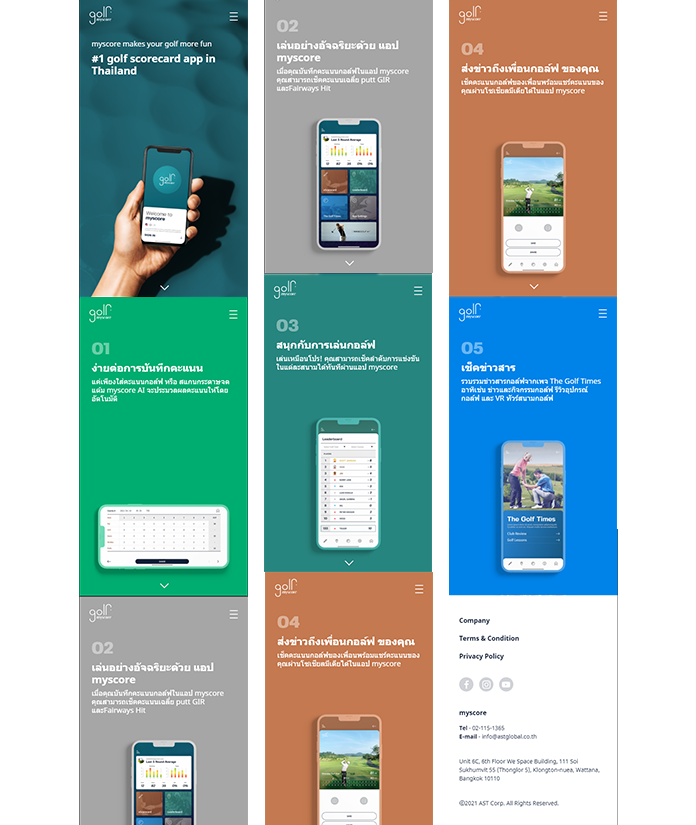 golf
myscore
myscore makes your golf more fun
#1 golf scorecard app in
Thailand
golf
Welcome to
myscore
golf
myscore
01
ง่ายต่อการบันทึกคะแนน
แค่เพียงใส่คะแนนกอล์ฟ หรือ สแกนกระดาษจด
แต้ม myscore AI จะประมวลผลคะแนนให้โดย
อัตโนมัติ
golf
myscore
02
เล่นอย่างอัจฉริยะด้วย แอป
myscore
เมื่อคุณบันทึกคะแนนกอล์ฟในแอป myscore
คุณสามารถเช็คคะแนนเฉลี่ย putt GIR
และFairways Hit
Last 5 Round Average
golf
myscore
02
เล่นอย่างอัจฉริยะด้วย แอป
myscore
เมื่อคุณบันทึกคะแนนกอล์ฟในแอป myscore
คุณสามารถเช็คคะแนนเฉลี่ย putt GIR
และFairways Hit
Last 5 Round Average
The Golf Times
golf
myscore
03
สนุกกับการเล่นกอล์ฟ
เล่นเหมือนโปร! คุณสามารถเช็คลำดับการแข่งขัน
ในแต่ละสนามได้ทันทีผ่านแอป myscore
Leaderboard
golf
myscore
04
ส่งข่าวถึงเพื่อนกอล์ฟ ของคุณ
เช็คคะแนนกอล์ฟของเพื่อนพร้อมแชร์คะแนนของ
คุณผ่านโซเชียลมีเดียได้ในแอป myscore
golf
myscore
04
ส่งข่าวถึงเพื่อนกอล์ฟ ของคุณ
เช็คคะแนนกอล์ฟของเพื่อนพร้อมแชร์คะแนนของ
คุณผ่านโซเชียลมีเดียได้ในแอป myscore
golf
myscore
05
เช็คข่าวสาร
รวบรวมข่าวสารกอล์ฟจากเพจ The Golf Times
อาทิเช่น ข่าวและกิจกรรมกอล์ฟ รีวิวอุปกรณ์
กอล์ฟ และ VR ทัวร์สนามกอล์ฟ
The Golf Times
Club Review
Golf Lessons
Company
Terms & Condition
Privacy Policy
myscore
Tel - 02-115-1365
E-mail - info@astglobal.co.th
Unit 6C, 6th Floor We Space Building, 111 Soi
Sukhumvit 55 (Thonglor 5), Klongton-nuea, Wattana,
Bangkok 10110
©2021 AST Corp. All Rights Reserved.